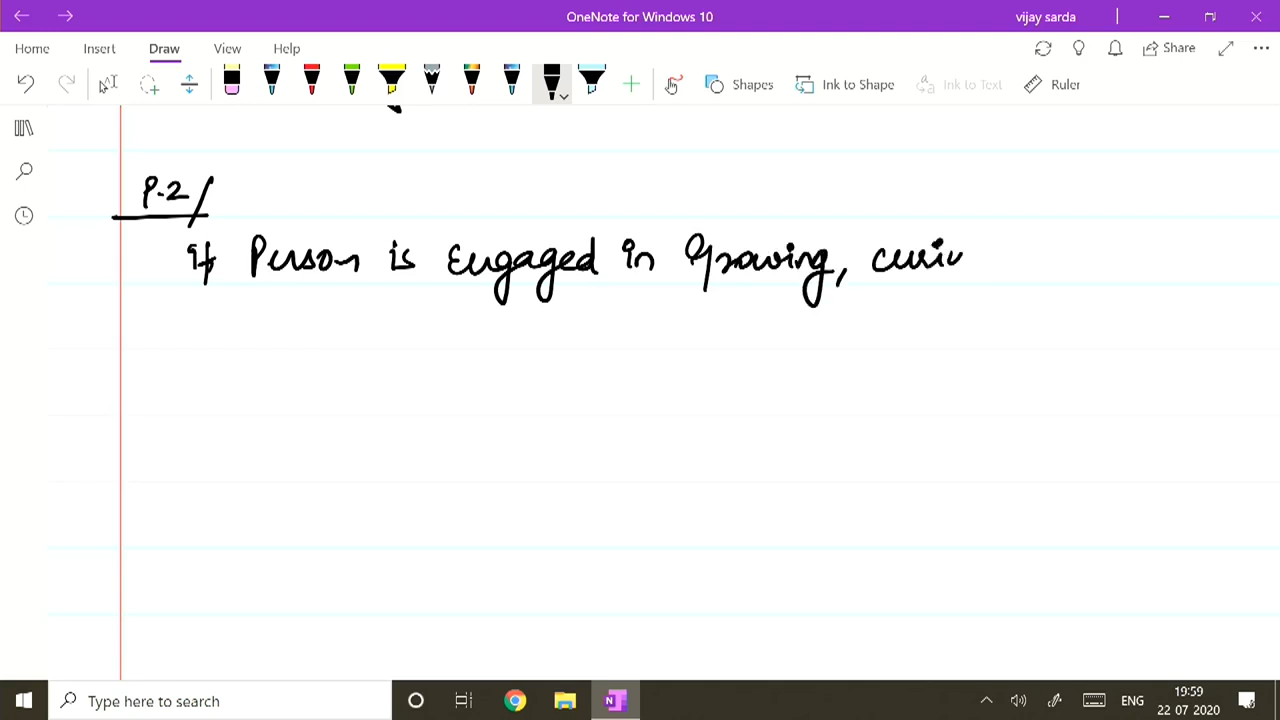 OneNote for Windows 10
vijay sarda
Home Insert Draw View Help
Share
Shapes
Ink to Shape
Ink to Text
Ruler
P.2/
if Person is Engaged in Growing, curi
Type here to search
ENG
19:59
22 07 2020